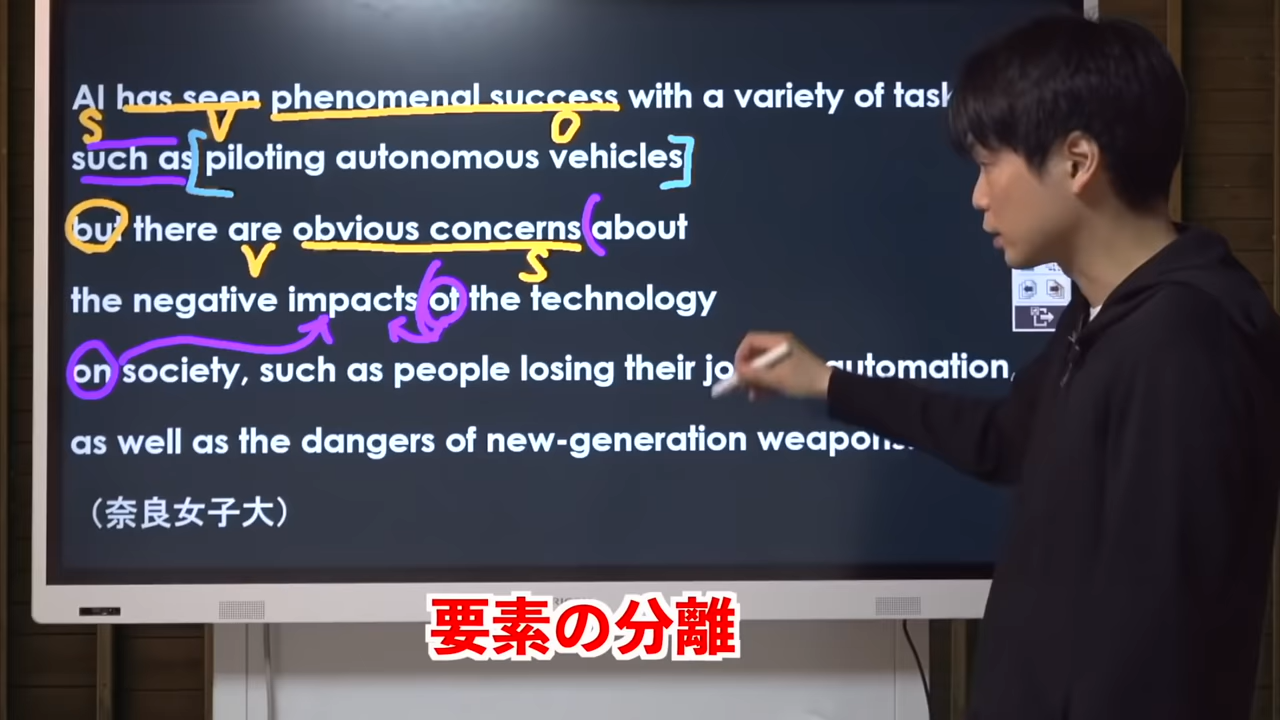 AI has seen phenomenal success with a variety of
S V O
such as [piloting autonomous vehicles]
but there are obvious concerns (about
V S
the negative impacts of the technology
on society, such as people losing their automation,
as well as the dangers of new-generation weapons.
（奈良女子大）
要素の分離